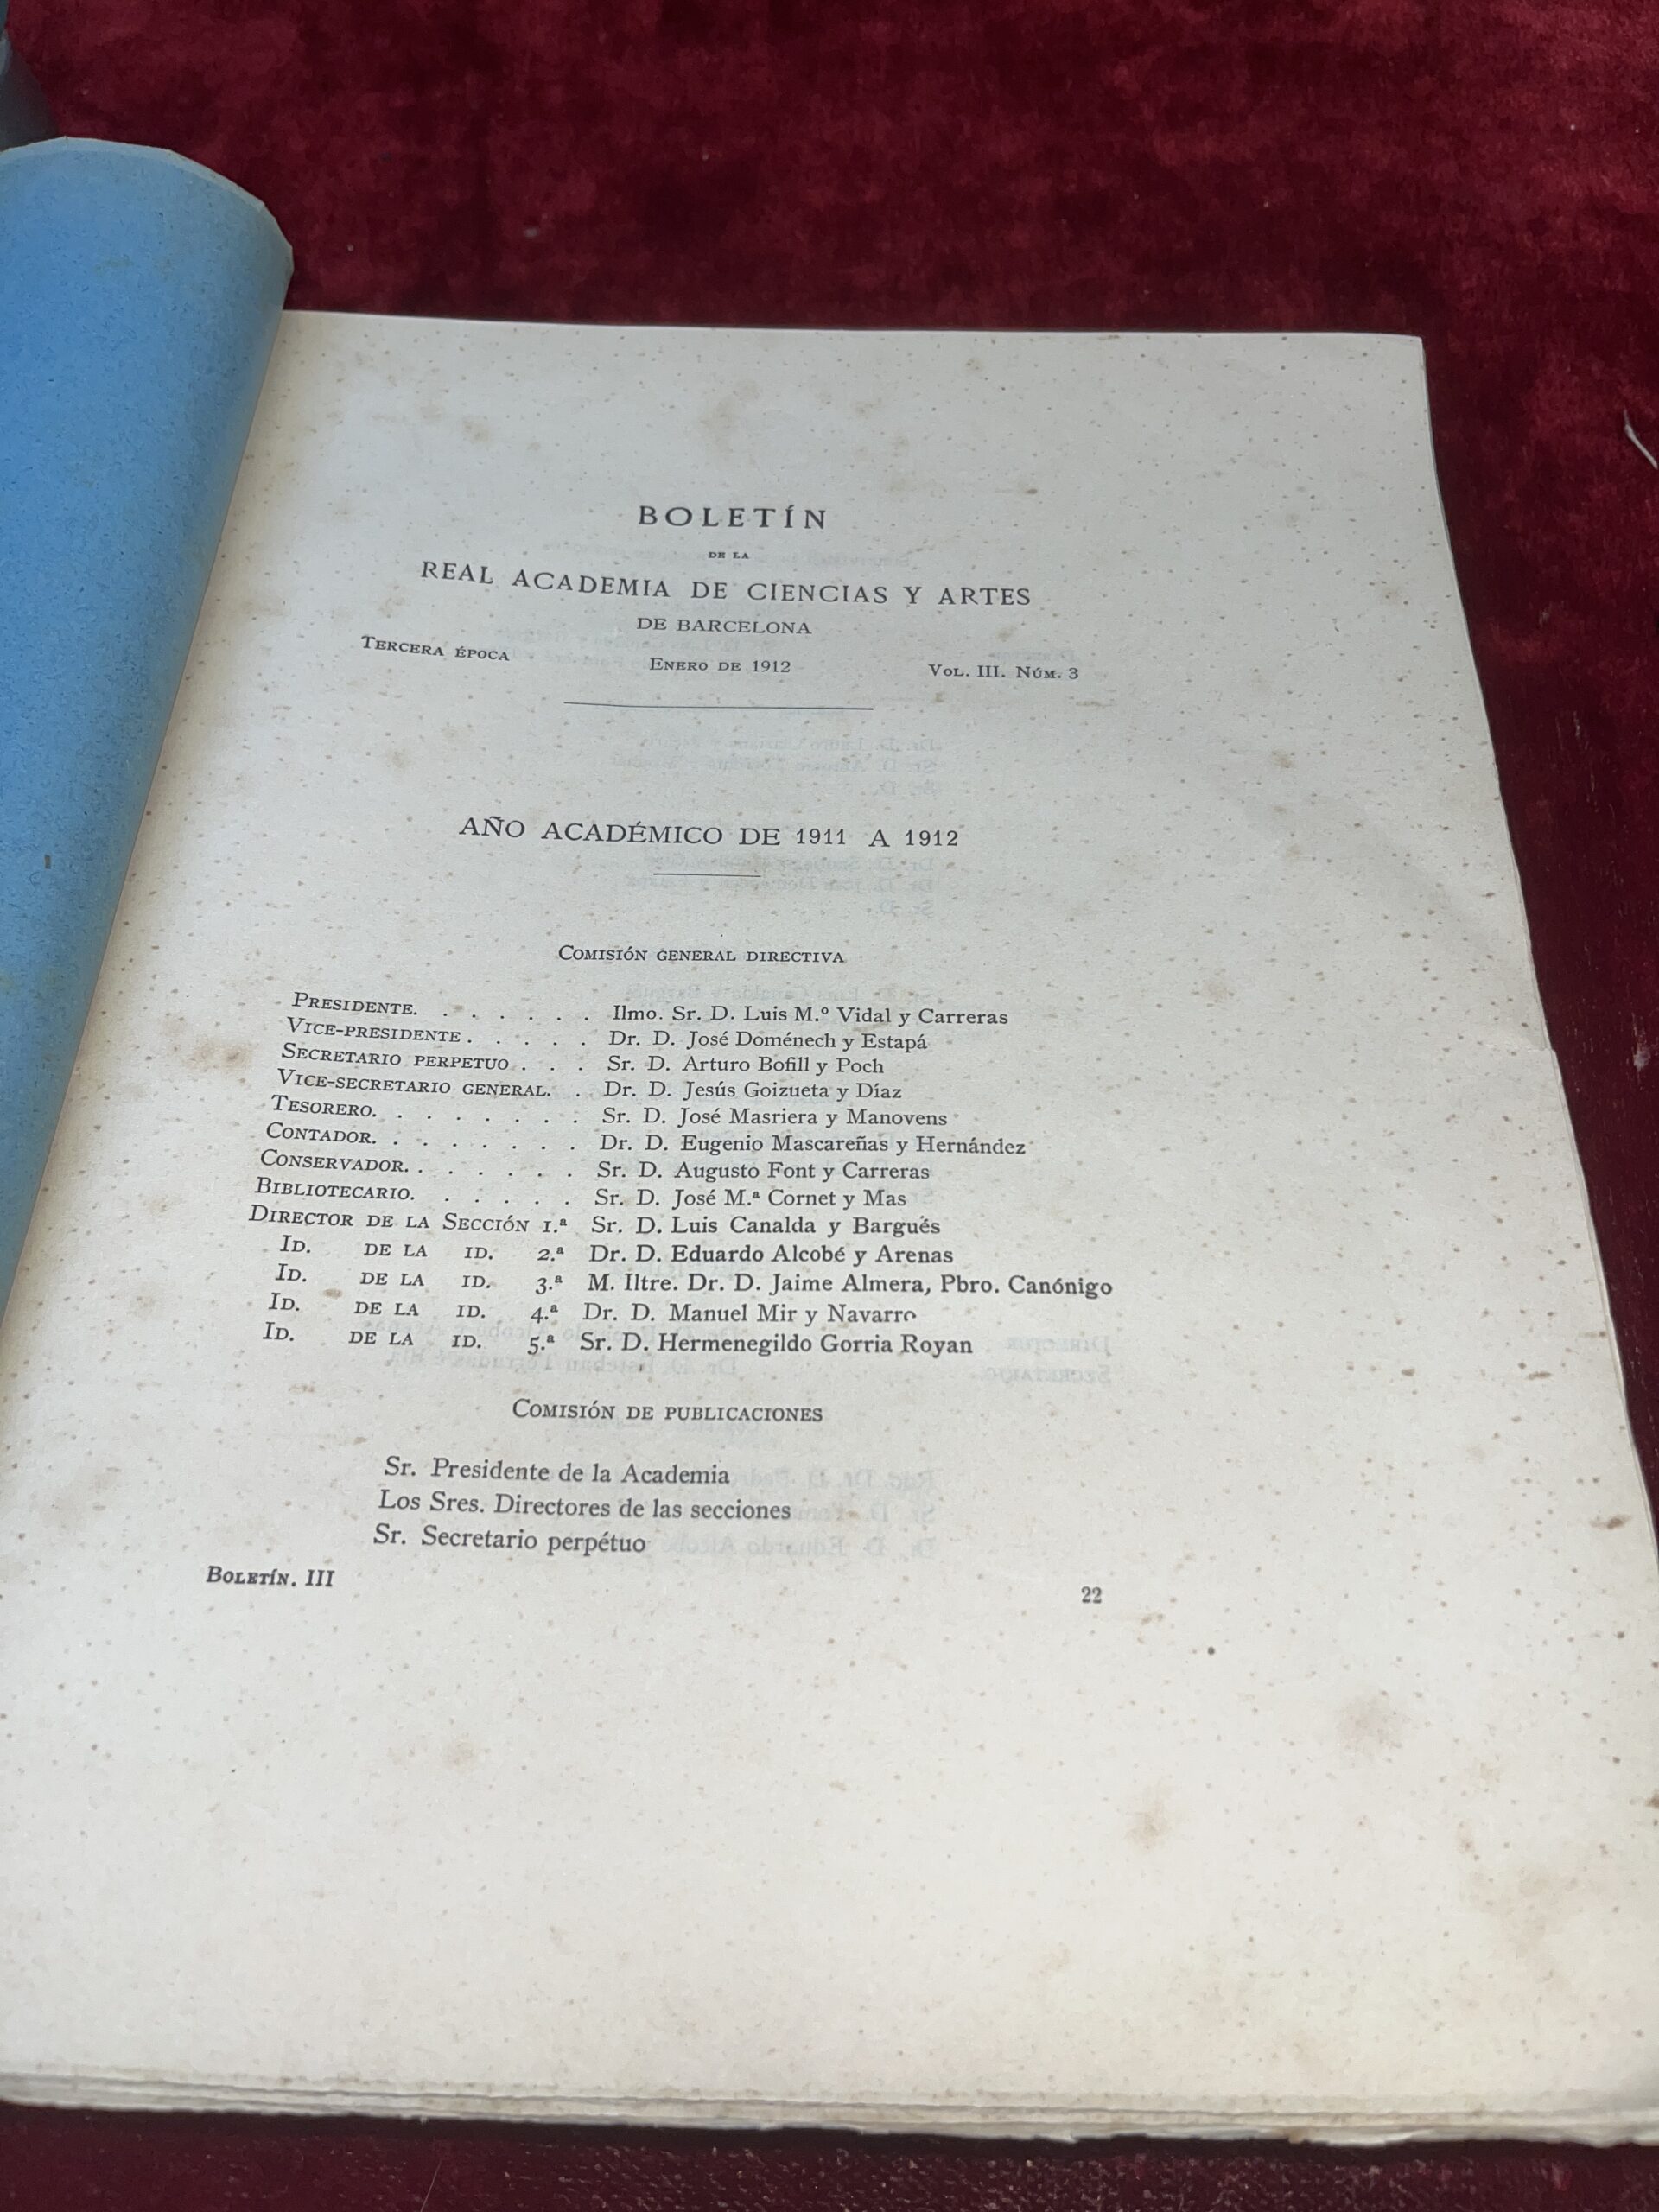 BOLETÍN
DE LA
REAL ACADEMIA DE CIENCIAS Y ARTES
DE BARCELONA
TERCERA ÉPOCA ENERO DE 1912 VOL. III. NÚM. 3
AÑO ACADÉMICO DE 1911 A 1912
COMISIÓN GENERAL DIRECTIVA
PRESIDENTE. . . . . . . Ilmo. Sr. D. Luis M.º Vidal y Carreras
VICE-PRESIDENTE . . . . . Dr. D. José Doménech y Estapá
SECRETARIO PERPETUO . . . Sr. D. Arturo Bofill y Poch
VICE-SECRETARIO GENERAL. . Dr. D. Jesús Goizueta y Díaz
TESORERO. . . . . . . . Sr. D. José Masriera y Manovens
CONTADOR. . . . . . . . Dr. D. Eugenio Mascareñas y Hernández
CONSERVADOR. . . . . . . Sr. D. Augusto Font y Carreras
BIBLIOTECARIO. . . . . . Sr. D. José M.ª Cornet y Mas
DIRECTOR DE LA SECCIÓN 1.ª Sr. D. Luis Canalda y Bargués
ID. DE LA ID. 2.ª Dr. D. Eduardo Alcobé y Arenas
ID. DE LA ID. 3.ª M. Iltre. Dr. D. Jaime Almera, Pbro. Canónigo
ID. DE LA ID. 4.ª Dr. D. Manuel Mir y Navarro
ID. DE LA ID. 5.ª Sr. D. Hermenegildo Gorria Royan
COMISIÓN DE PUBLICACIONES
Sr. Presidente de la Academia
Los Sres. Directores de las secciones
Sr. Secretario perpétuo
BOLETÍN. III 22